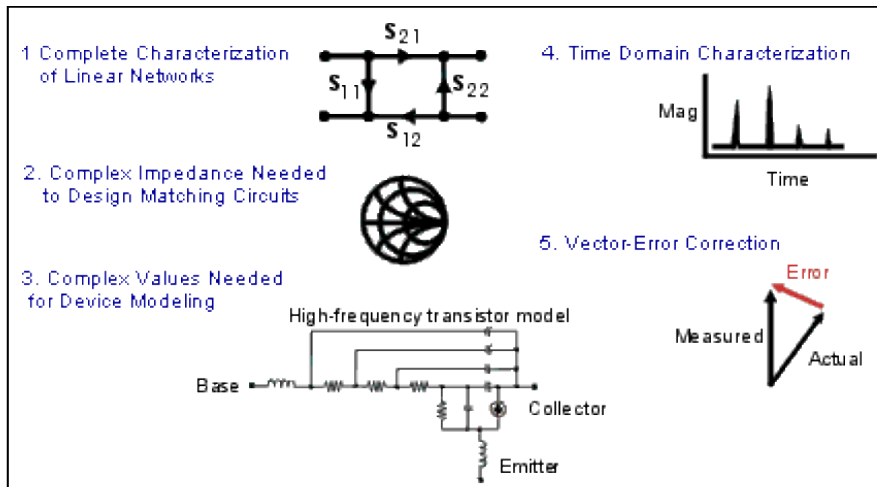 1 Complete Characterization
of Linear Networks
S21
S11
S22
S12
2. Complex Impedance Needed
to Design Matching Circuits
3. Complex Values Needed
for Device Modeling
High-frequency transistor model
Base
Collector
Emitter
4. Time Domain Characterization
Mag
Time
5. Vector-Error Correction
Error
Measured
Actual